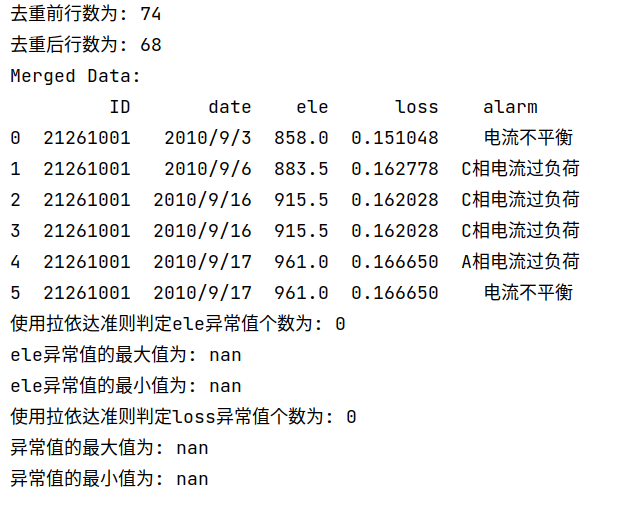 去重前行数为: 74
去重后行数为: 68
Merged Data:
ID date ele loss alarm
0 21261001 2010/9/3 858.0 0.151048 电流不平衡
1 21261001 2010/9/6 883.5 0.162778 C相电流过负荷
2 21261001 2010/9/16 915.5 0.162028 C相电流过负荷
3 21261001 2010/9/16 915.5 0.162028 C相电流过负荷
4 21261001 2010/9/17 961.0 0.166650 A相电流过负荷
5 21261001 2010/9/17 961.0 0.166650 电流不平衡
使用拉依达准则判定ele异常值个数为: 0
ele异常值的最大值为: nan
ele异常值的最小值为: nan
使用拉依达准则判定loss异常值个数为: 0
异常值的最大值为: nan
异常值的最小值为: nan